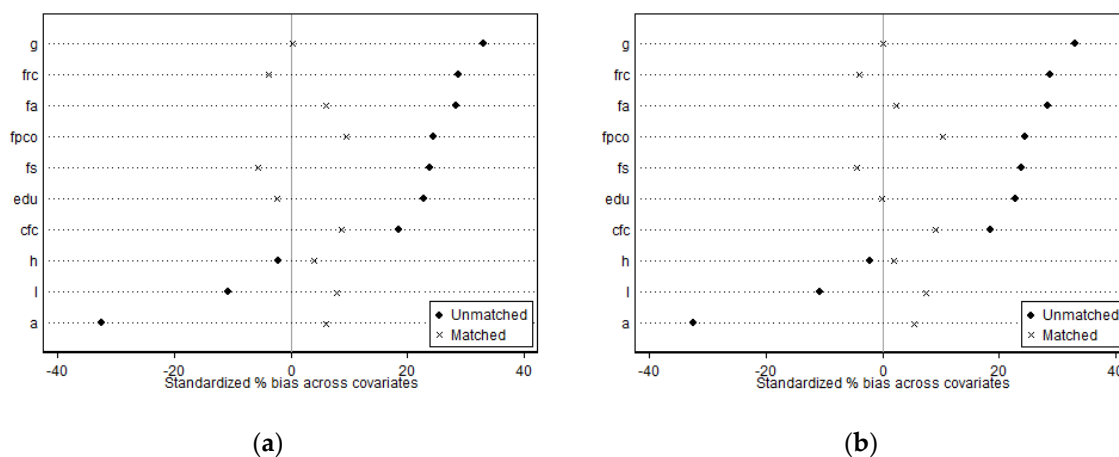 g
frc
fa
fpco
fs
edu
cfc
h
l
a
Unmatched
Matched
-40 -20 0 20 40
Standardized % bias across covariates
(a)
g
frc
fa
fpco
fs
edu
cfc
h
l
a
Unmatched
Matched
-40 -20 0 20 40
Standardized % bias across covariates
(b)